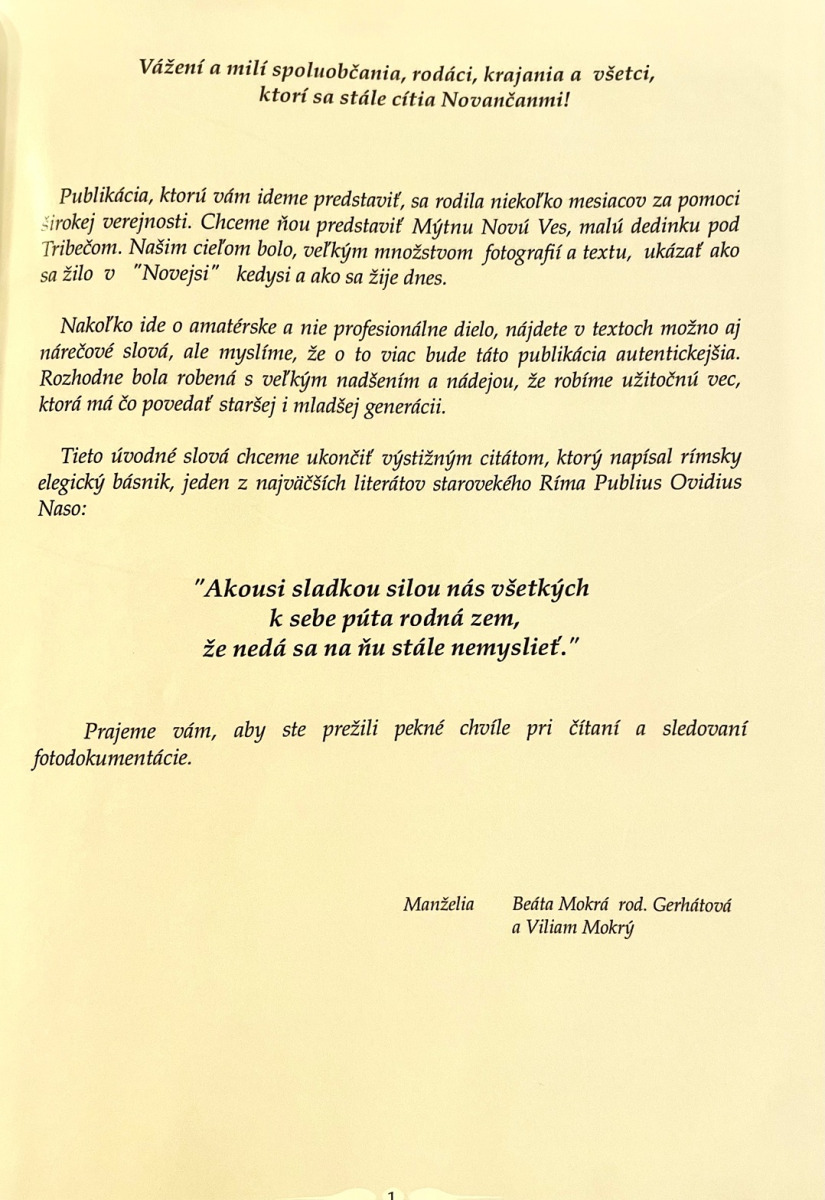 Vážení a milí spoluobčania, rodáci, krajania a všetci,
ktorí sa stále cítia Novančanmi!
Publikácia, ktorú vám ideme predstaviť, sa rodila niekoľko mesiacov za pomoci
širokej verejnosti. Chceme ňou predstaviť Mýtnu Novú Ves, malú dedinku pod
Tribečom. Našim cieľom bolo, veľkým množstvom fotografií a textu, ukázať ako
sa žilo v "Novejsi" kedysi a ako sa žije dnes.
Nakoľko ide o amatérske a nie profesionálne dielo, nájdete v textoch možno aj
nárečové slová, ale myslíme, že o to viac bude táto publikácia autentickejšia.
Rozhodne bola robená s veľkým nadšením a nádejou, že robíme užitočnú vec,
ktorá má čo povedať staršej i mladšej generácii.
Tieto úvodné slová chceme ukončiť výstižným citátom, ktorý napísal rímsky
elegický básnik, jeden z najväčších literátov starovekého Ríma Publius Ovidius
Naso:
"Akousi sladkou silou nás všetkých
k sebe púta rodná zem,
že nedá sa na ňu stále nemyslieť."
Prajeme vám, aby ste prežili pekné chvíle pri čítaní a sledovaní
fotodokumentácie.
Manželia Beáta Mokrá rod. Gerhátová
a Viliam Mokrý
1